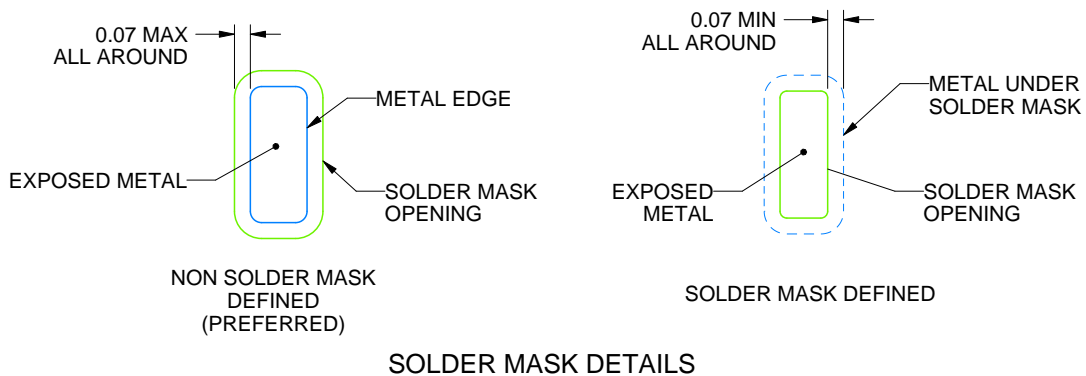 0.07 MAX
ALL AROUND
METAL EDGE
EXPOSED METAL
SOLDER MASK
OPENING
NON SOLDER MASK
DEFINED
(PREFERRED)
0.07 MIN
ALL AROUND
METAL UNDER
SOLDER MASK
EXPOSED
METAL
SOLDER MASK
OPENING
SOLDER MASK DEFINED
SOLDER MASK DETAILS